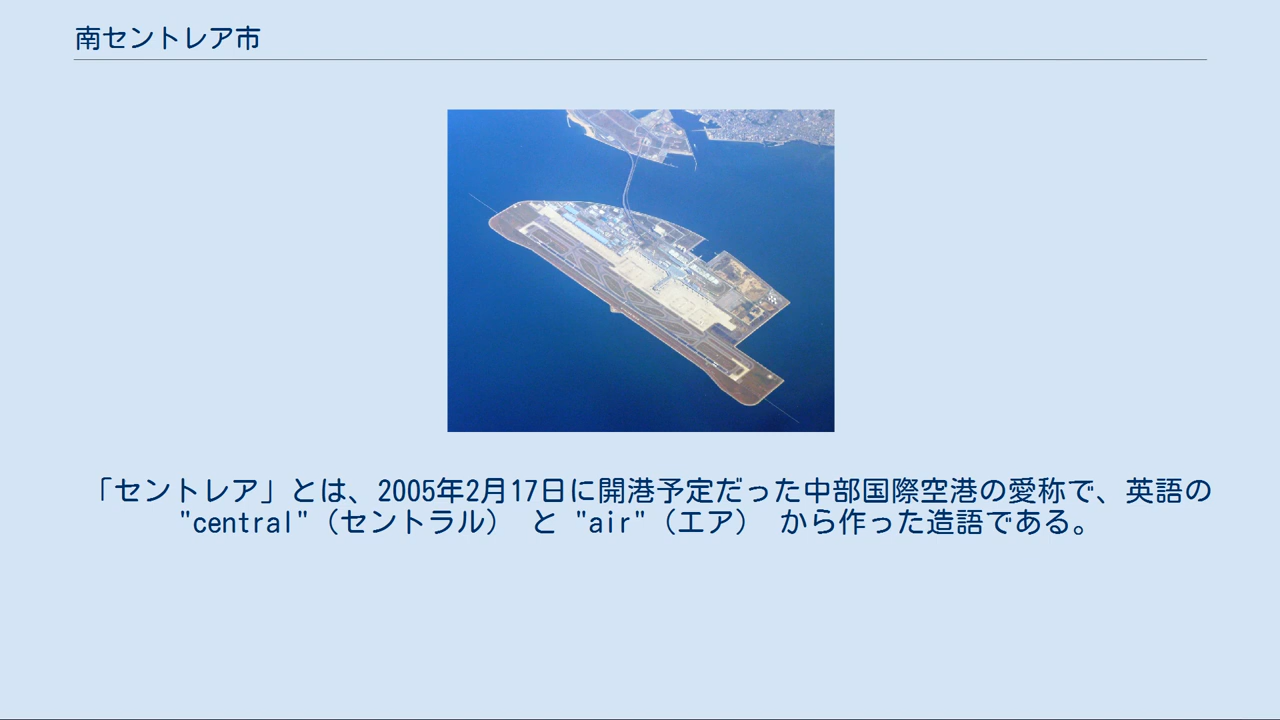 南セントレア市
「セントレア」とは、2005年2月17日に開港予定だった中部国際空港の愛称で、英語の
"central"（セントラル） と "air"（エア） から作った造語である。